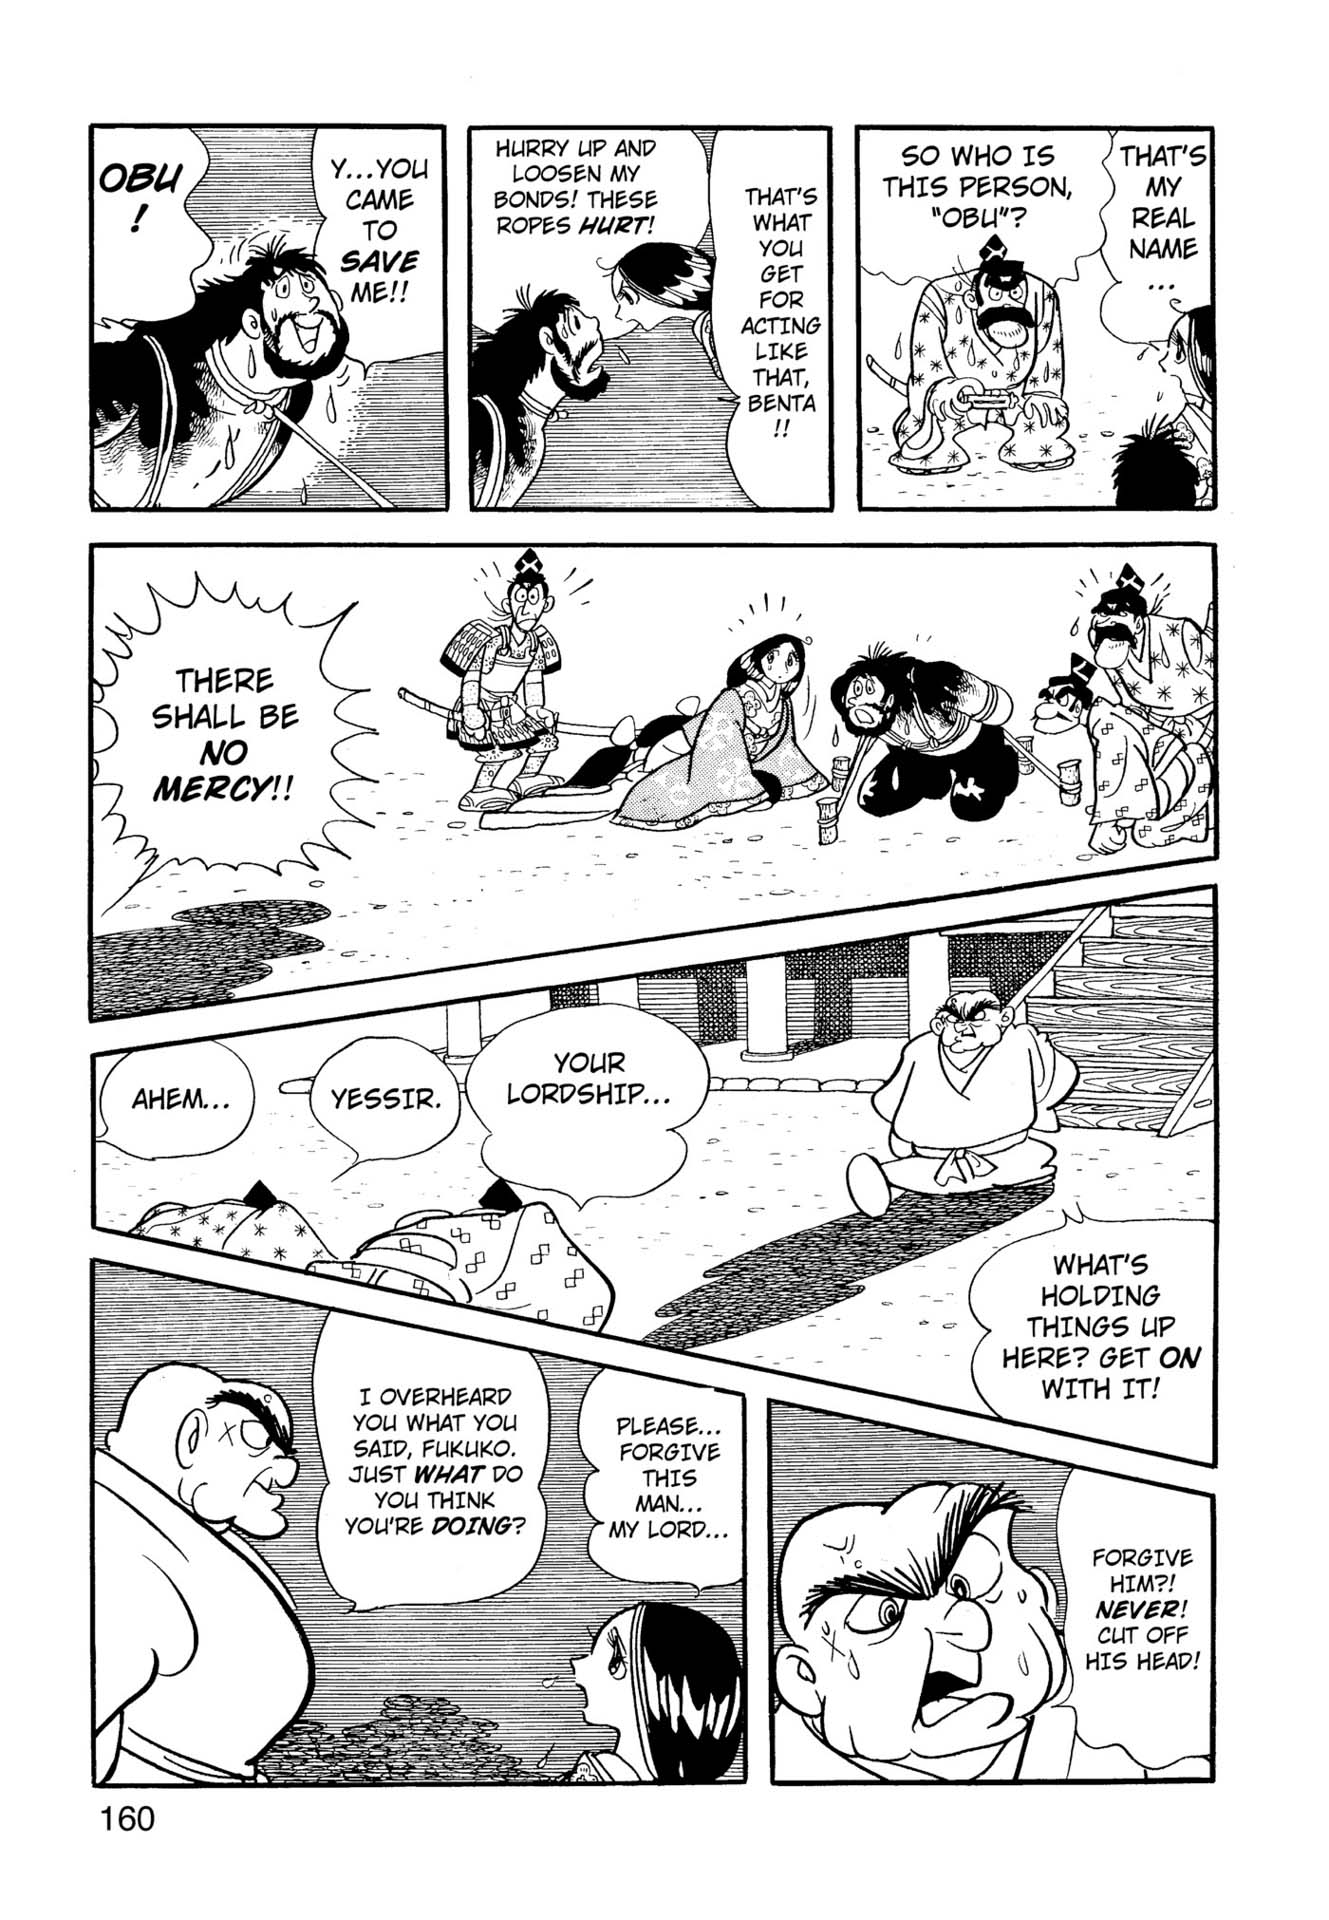 OBU
!
Y...YOU
CAME
TO
SAVE
ME!!
HURRY UP AND
LOOSEN MY
BONDS! THESE
ROPES HURT!
THAT'S
WHAT
YOU
GET
FOR
ACTING
LIKE
THAT,
BENTA
!!
SO WHO IS
THIS PERSON,
"OBU"?
THAT'S
MY
REAL
NAME
...
THERE
SHALL BE
NO
MERCY!!
AHEM...
YESSIR.
YOUR
LORDSHIP...
WHAT'S
HOLDING
THINGS UP
HERE? GET ON
WITH IT!
I OVERHEARD
YOU WHAT YOU
SAID, FUKUKO.
JUST WHAT DO
YOU THINK
YOU'RE DOING?
PLEASE...
FORGIVE
THIS
MAN...
MY LORD...
FORGIVE
HIM?!
NEVER!
CUT OFF
HIS HEAD!
160